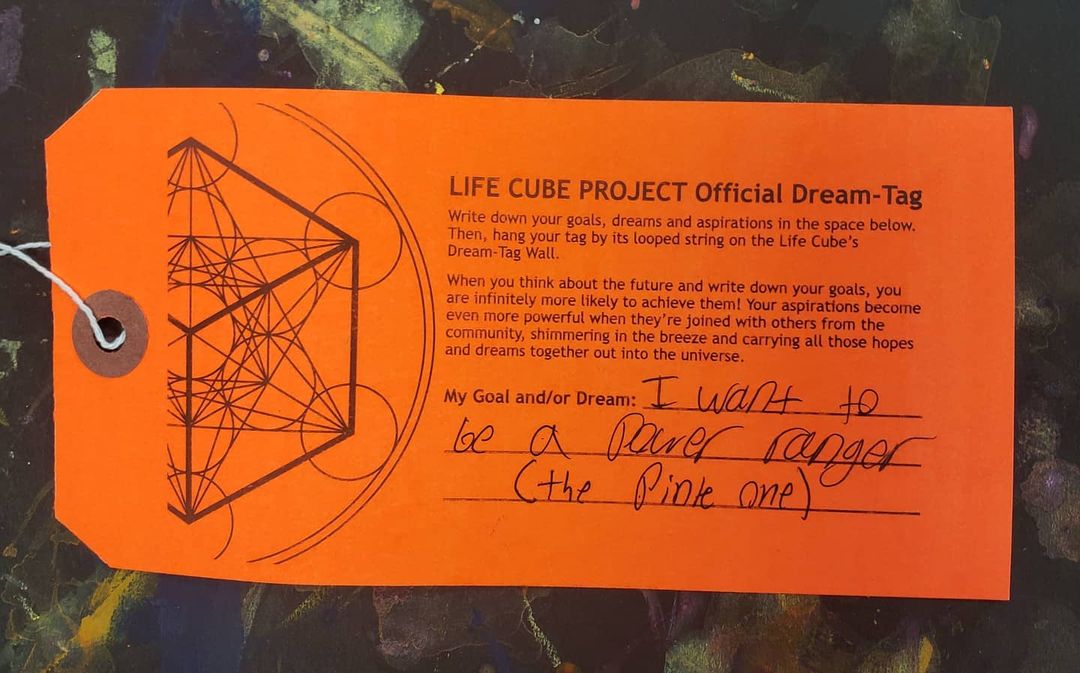 LIFE CUBE PROJECT Official Dream-Tag
Write down your goals, dreams and aspirations in the space below.
Then, hang your tag by its looped string on the Life Cube's
Dream-Tag Wall.
When you think about the future and write down your goals, you
are infinitely more likely to achieve them! Your aspirations become
even more powerful when they're joined with others from the
community, shimmering in the breeze and carrying all those hopes
and dreams together out into the universe.
My Goal and/or Dream: I want to
be a Power ranger
(the Pink one)